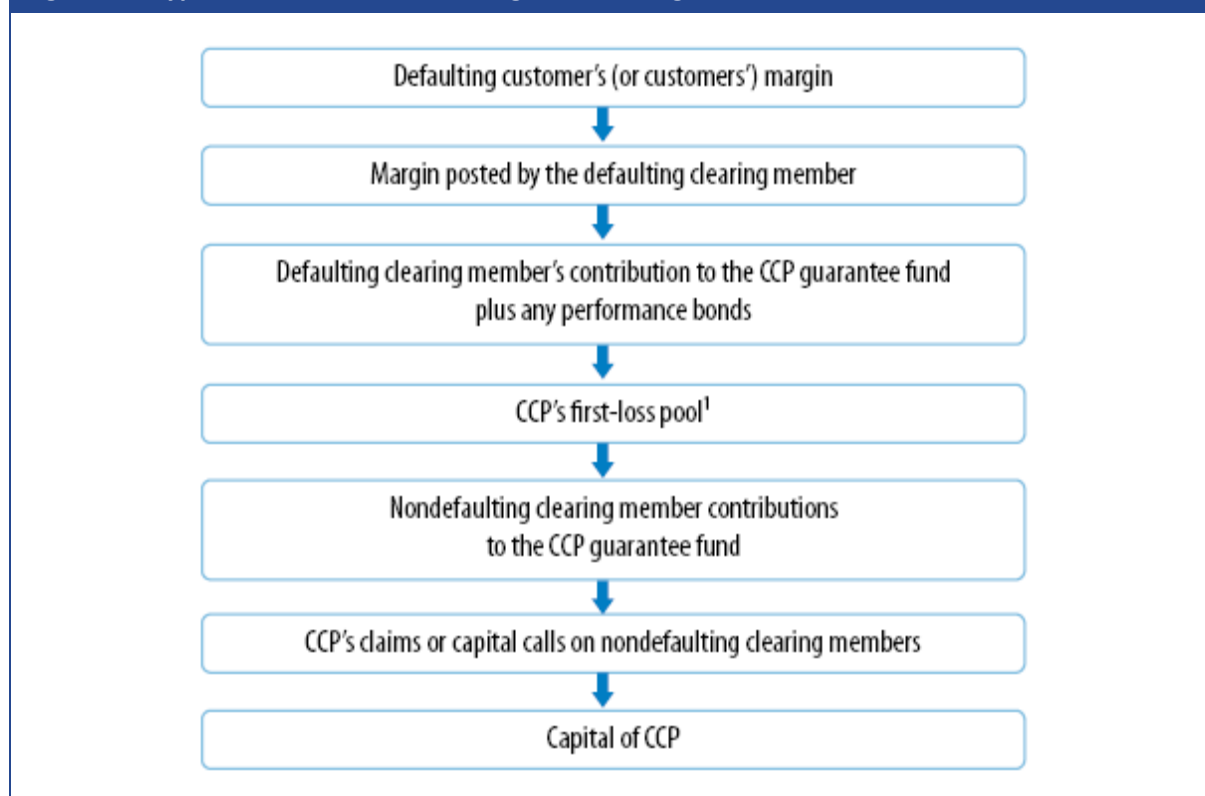 Defaulting customer's (or customers') margin
Margin posted by the defaulting clearing member
Defaulting clearing member's contribution to the CCP guarantee fund
plus any performance bonds
CCP's first-loss pool¹
Nondefaulting clearing member contributions
to the CCP guarantee fund
CCP's claims or capital calls on nondefaulting clearing members
Capital of CCP